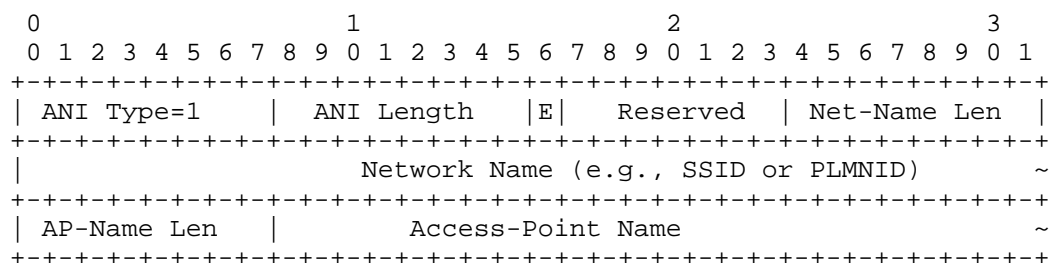 0                   1                   2                   3
 0 1 2 3 4 5 6 7 8 9 0 1 2 3 4 5 6 7 8 9 0 1 2 3 4 5 6 7 8 9 0 1
+-+-+-+-+-+-+-+-+-+-+-+-+-+-+-+-+-+-+-+-+-+-+-+-+-+-+-+-+-+-+-+-+
| ANI Type=1    |  ANI Length   |E|   Reserved  | Net-Name Len  |
+-+-+-+-+-+-+-+-+-+-+-+-+-+-+-+-+-+-+-+-+-+-+-+-+-+-+-+-+-+-+-+-+
|                     Network Name (e.g., SSID or PLMNID)       ~
+-+-+-+-+-+-+-+-+-+-+-+-+-+-+-+-+-+-+-+-+-+-+-+-+-+-+-+-+-+-+-+-+
| AP-Name Len   |        Access-Point Name                      ~
+-+-+-+-+-+-+-+-+-+-+-+-+-+-+-+-+-+-+-+-+-+-+-+-+-+-+-+-+-+-+-+-+